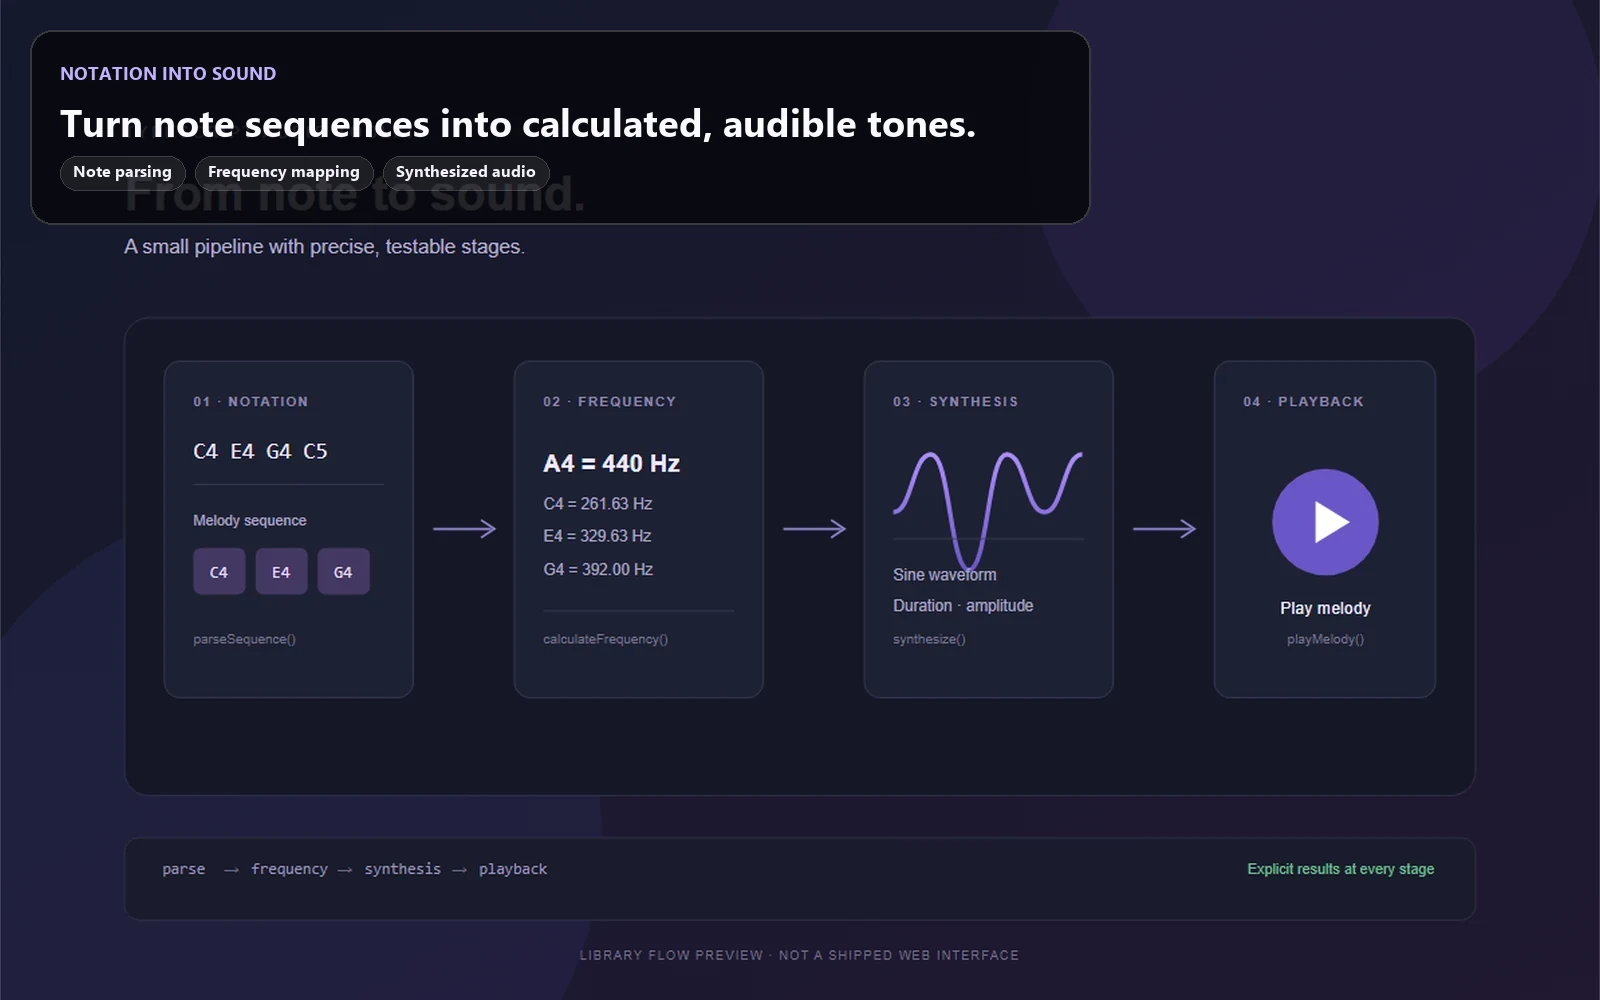 NOTATION INTO SOUND
Turn note sequences into calculated, audible tones.
Note parsing Frequency mapping Synthesized audio
From note to sound.
A small pipeline with precise, testable stages.
01 · NOTATION
C4 E4 G4 C5
Melody sequence
C4 E4 G4
parseSequence()
02 · FREQUENCY
A4 = 440 Hz
C4 = 261.63 Hz
E4 = 329.63 Hz
G4 = 392.00 Hz
calculateFrequency()
03 · SYNTHESIS
Sine waveform
Duration · amplitude
synthesize()
04 · PLAYBACK
Play melody
playMelody()
parse → frequency → synthesis → playback
Explicit results at every stage
LIBRARY FLOW PREVIEW · NOT A SHIPPED WEB INTERFACE